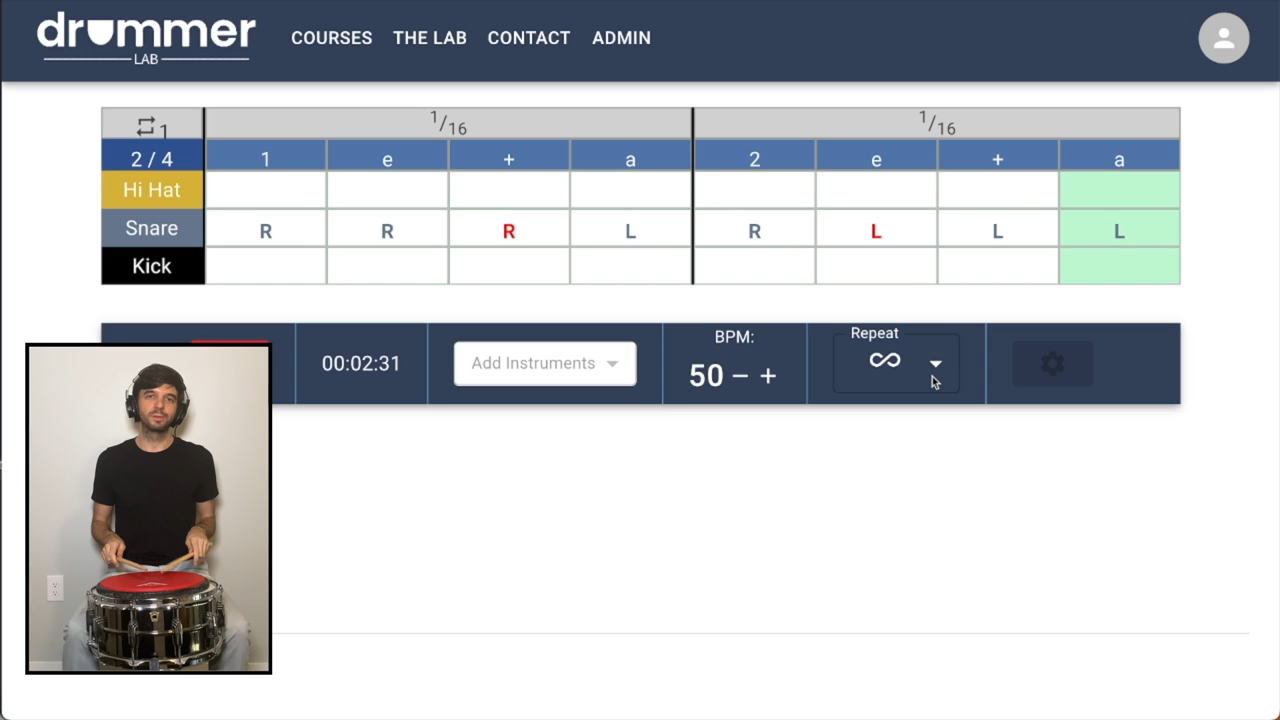 drummer
LAB
COURSES THE LAB CONTACT ADMIN
1 1/16 1/16
2 / 4 1 e + a 2 e + a
Hi Hat
Snare R R R L R L L L
Kick
00:02:31 Add Instruments BPM: 50 − + Repeat ∞